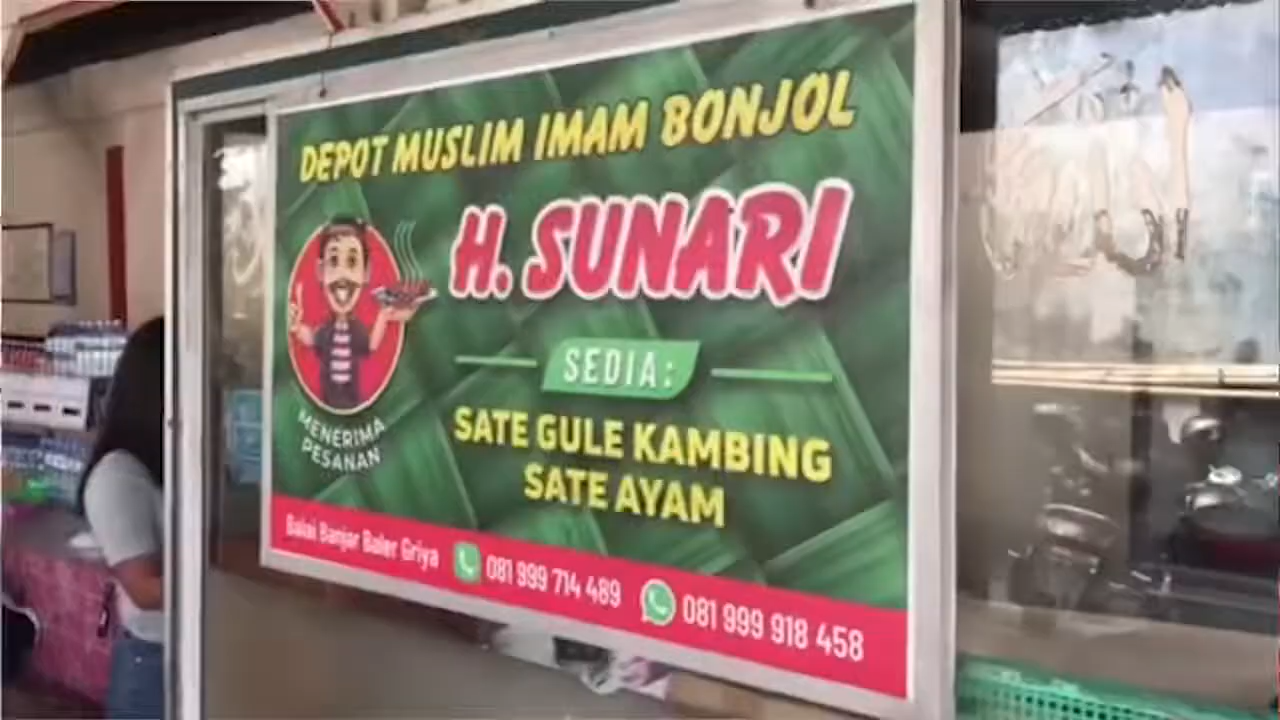 DEPOT MUSLIM IMAM BONJOL
H. SUNARI
SEDIA:
SATE GULE KAMBING
SATE AYAM
MENERIMA
PESANAN
Balai Banjar Baler Griya 081 999 714 489 081 999 918 458